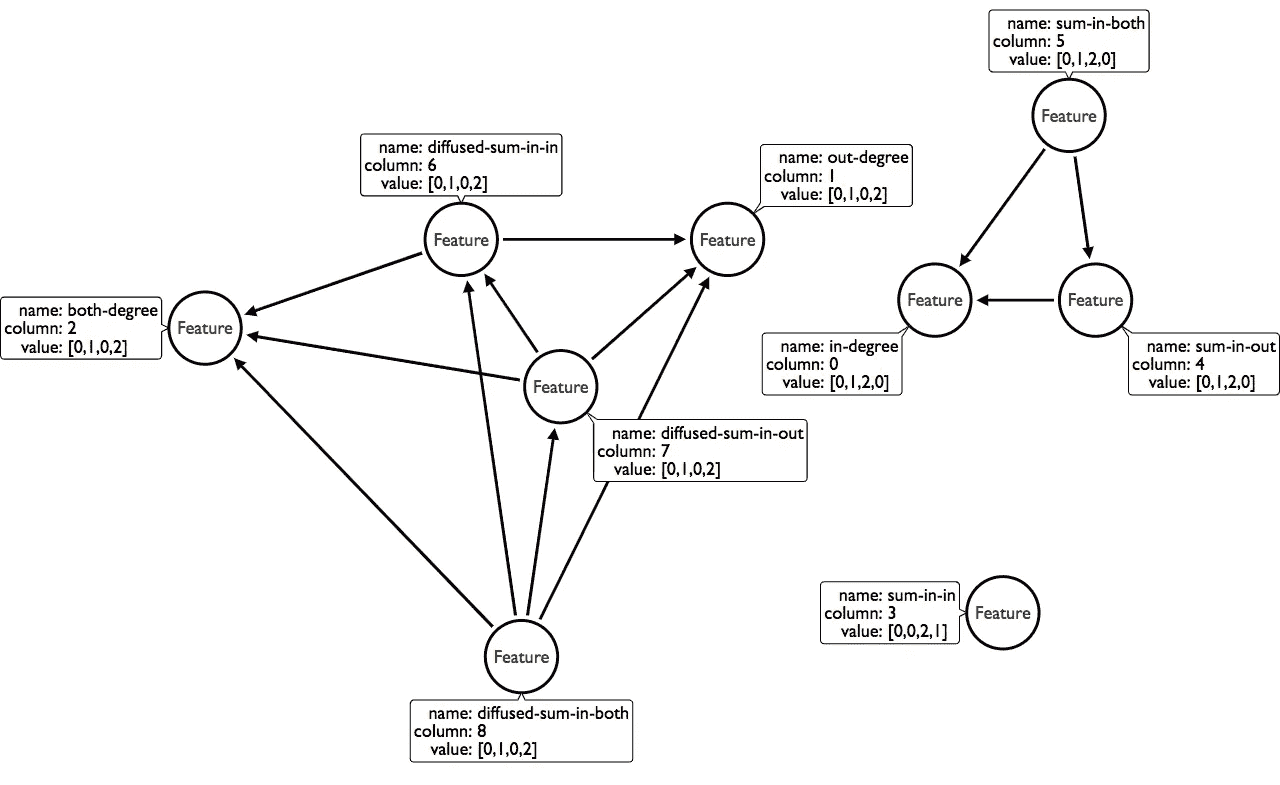 name: sum-in-both
column: 5
value: [0,1,2,0]
Feature
name: diffused-sum-in-in
column: 6
value: [0,1,0,2]
Feature
name: out-degree
column: 1
value: [0,1,0,2]
Feature
name: both-degree
column: 2
value: [0,1,0,2]
Feature
Feature
name: in-degree
column: 0
value: [0,1,2,0]
Feature
name: sum-in-out
column: 4
value: [0,1,2,0]
Feature
name: diffused-sum-in-out
column: 7
value: [0,1,0,2]
name: sum-in-in
column: 3
value: [0,0,2,1]
Feature
Feature
name: diffused-sum-in-both
column: 8
value: [0,1,0,2]